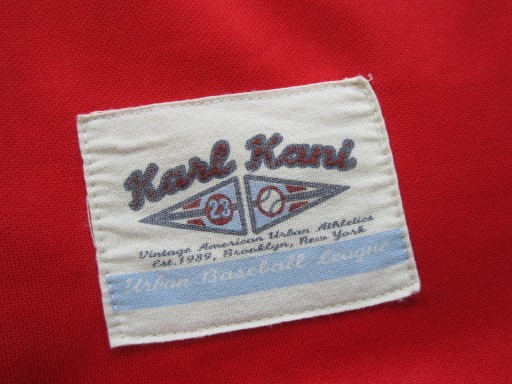 Karl Kani
23
Vintage American Urban Athletics
Est.1989, Brooklyn, New York
Urban Baseball League